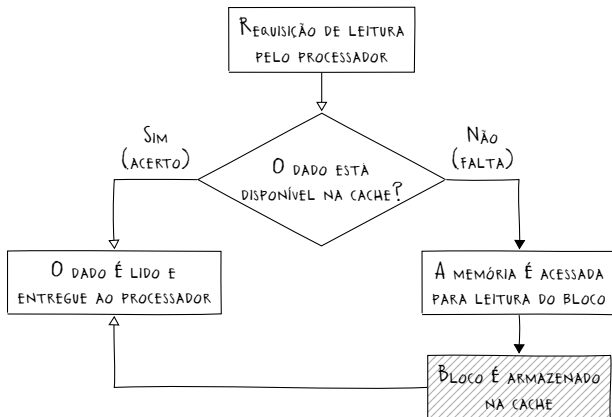 Requisição de leitura
pelo processador
Sim
(acerto)
Não
(falta)
O dado está
disponível na cache?
O dado é lido e
entregue ao processador
A memória é acessada
para leitura do bloco
Bloco é armazenado
na cache